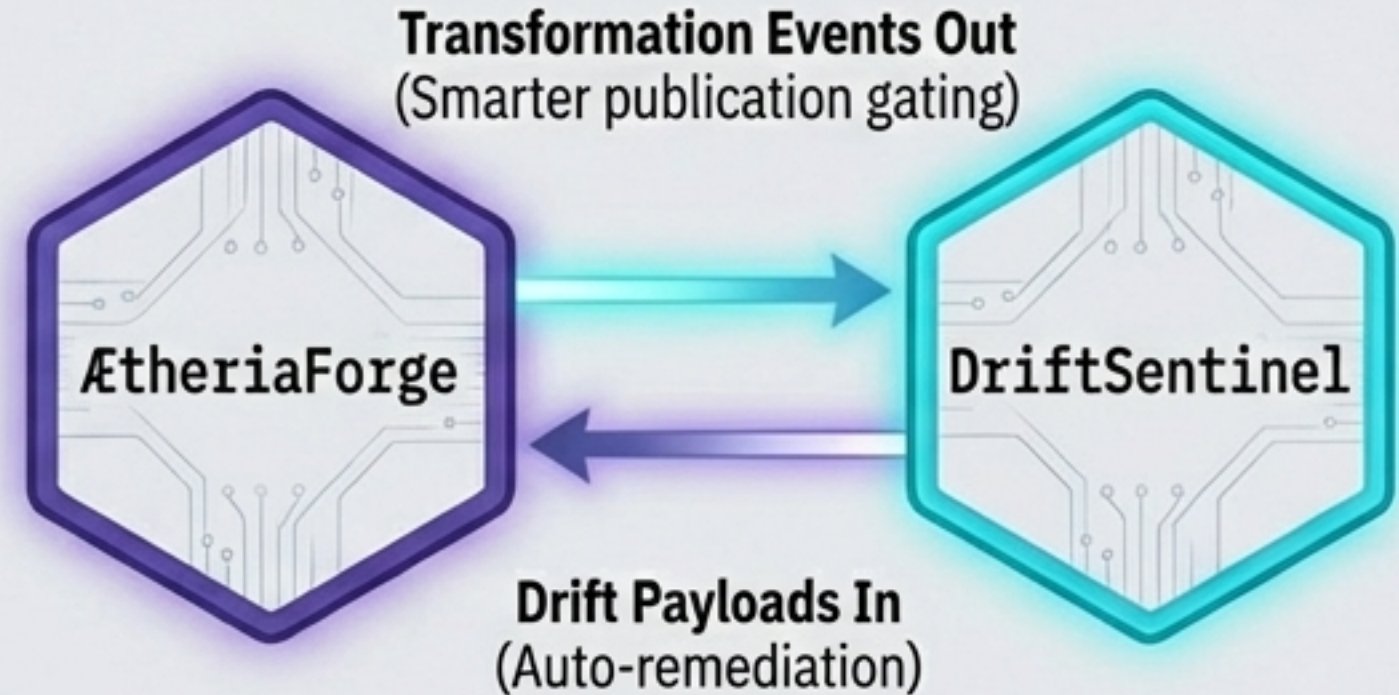 Transformation Events Out
(Smarter publication gating)
ÆtheriaForge
DriftSentinel
Drift Payloads In
(Auto-remediation)